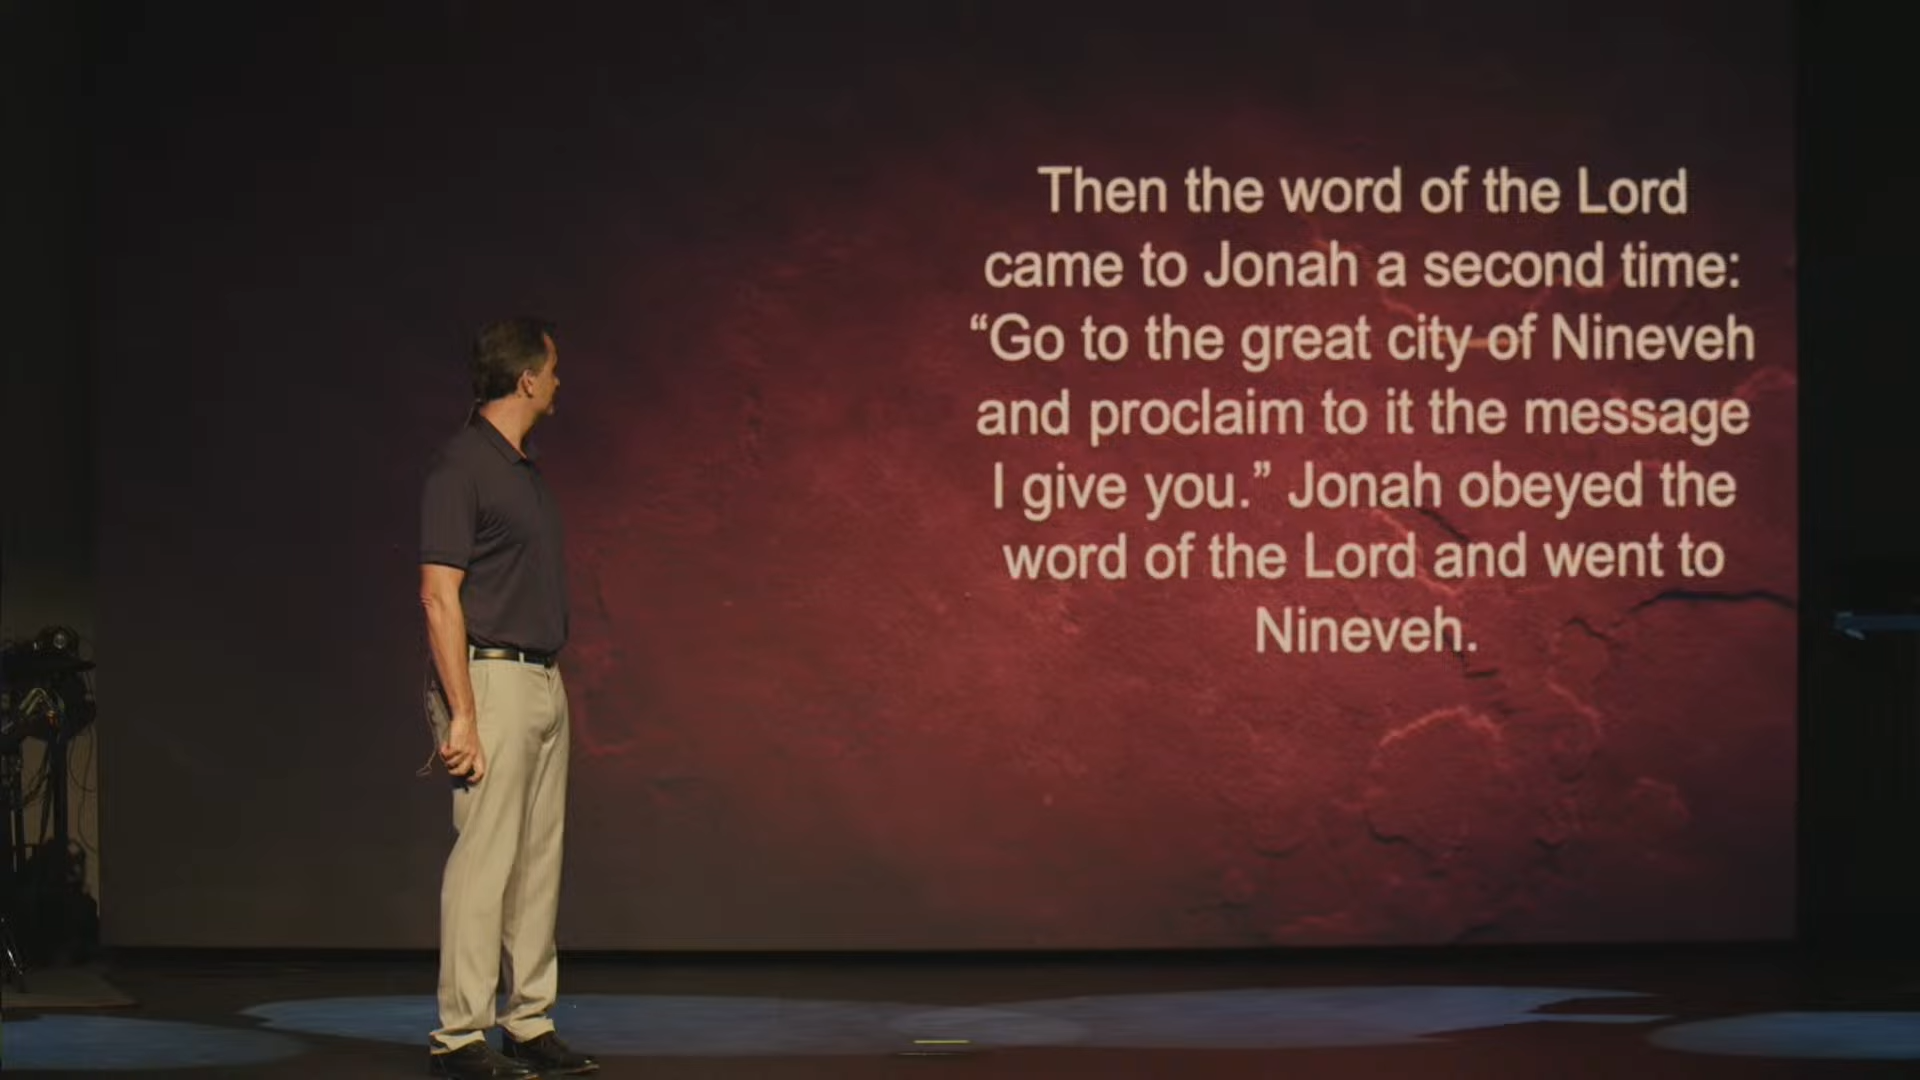 Then the word of the Lord
came to Jonah a second time:
“Go to the great city of Nineveh
and proclaim to it the message
I give you.” Jonah obeyed the
word of the Lord and went to
Nineveh.